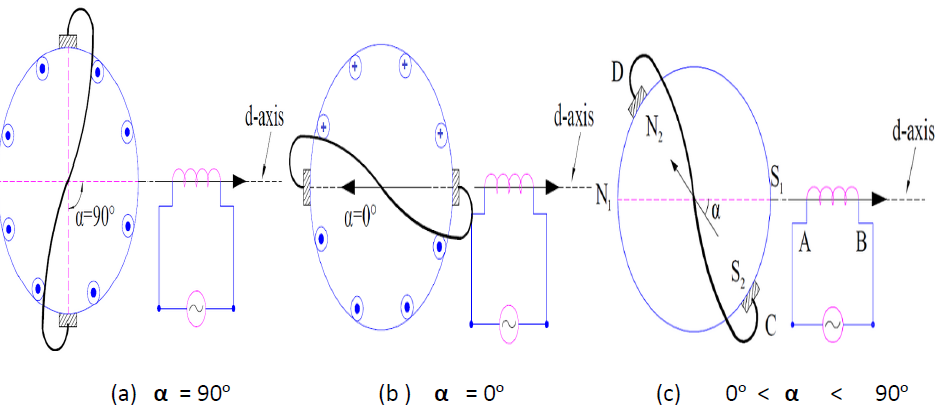 d-axis
α=90°
d-axis
α=0°
D
N₂
d-axis
N₁
S₁
α
A
B
S₂
C
(a) α = 90°
(b ) α = 0°
(c) 0° < α < 90°